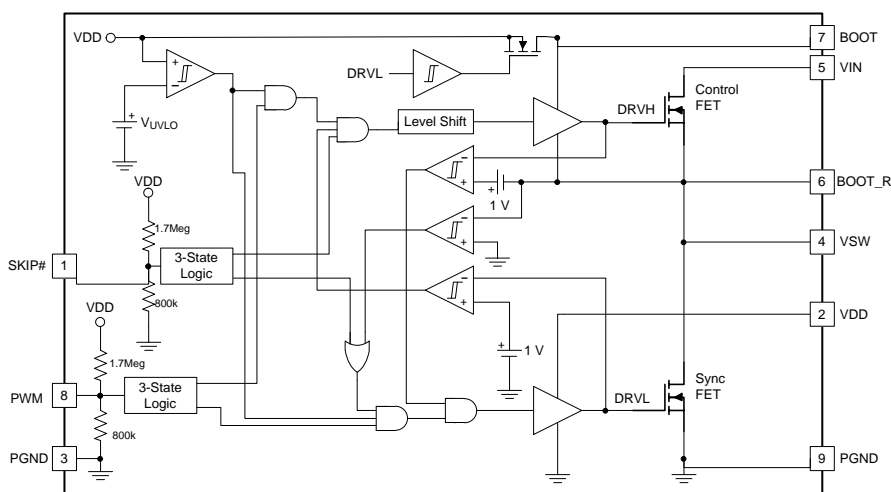 VDD
DRVL
7
BOOT
5
VIN
+
−
Control
FET
DRVH
+
VUVLO
Level Shift
−
+
+
1 V
6
BOOT_R
VDD
1.7Meg
−
+
4
VSW
SKIP#
1
3-State
Logic
800k
−
+
2
VDD
VDD
+
1 V
1.7Meg
PWM
8
3-State
Logic
Sync
FET
DRVL
800k
PGND
3
9
PGND